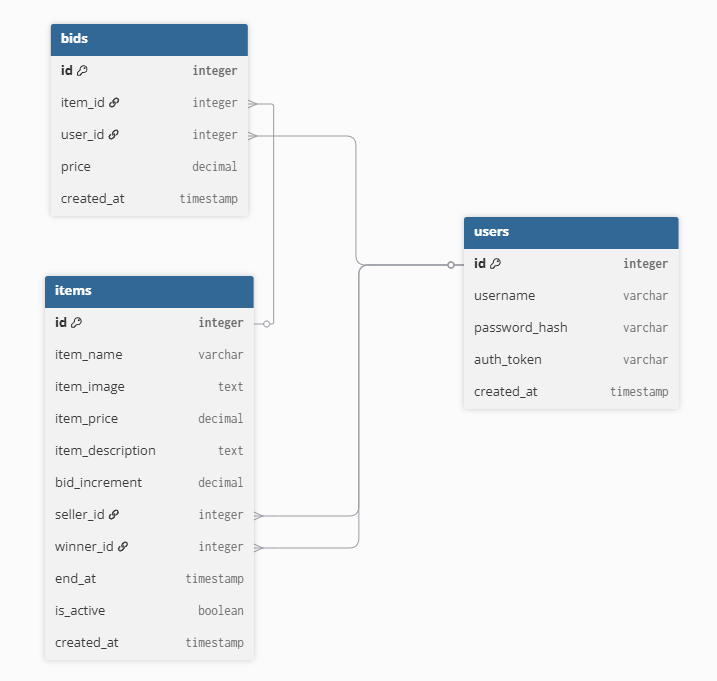 bids
id integer
item_id integer
user_id integer
price decimal
created_at timestamp
items
id integer
item_name varchar
item_image text
item_price decimal
item_description text
bid_increment decimal
seller_id integer
winner_id integer
end_at timestamp
is_active boolean
created_at timestamp
users
id integer
username varchar
password_hash varchar
auth_token varchar
created_at timestamp